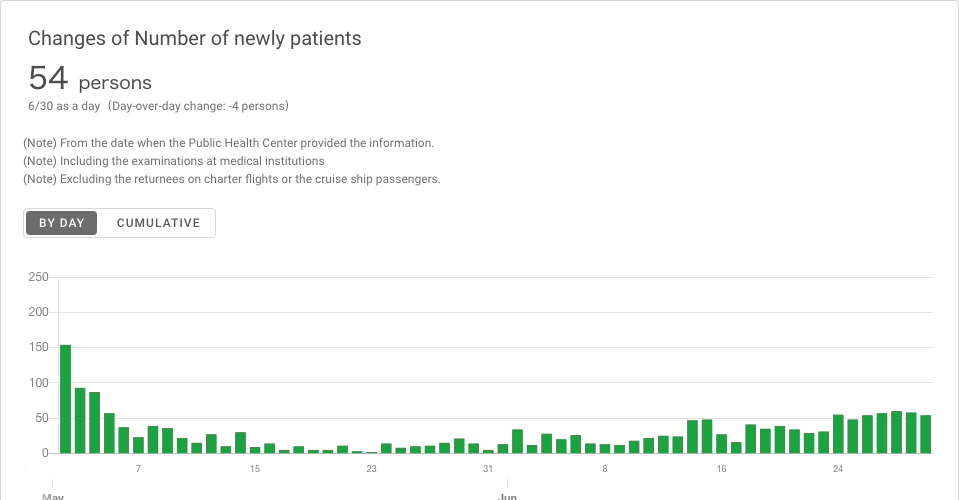 Changes of Number of newly patients
54 persons
6/30 as a day (Day-over-day change: -4 persons)
(Note) From the date when the Public Health Center provided the information.
(Note) Including the examinations at medical institutions
(Note) Excluding the returnees on charter flights or the cruise ship passengers.
BY DAY CUMULATIVE
250
200
150
100
50
0
7 15 23 31 8 16 24
May Jun